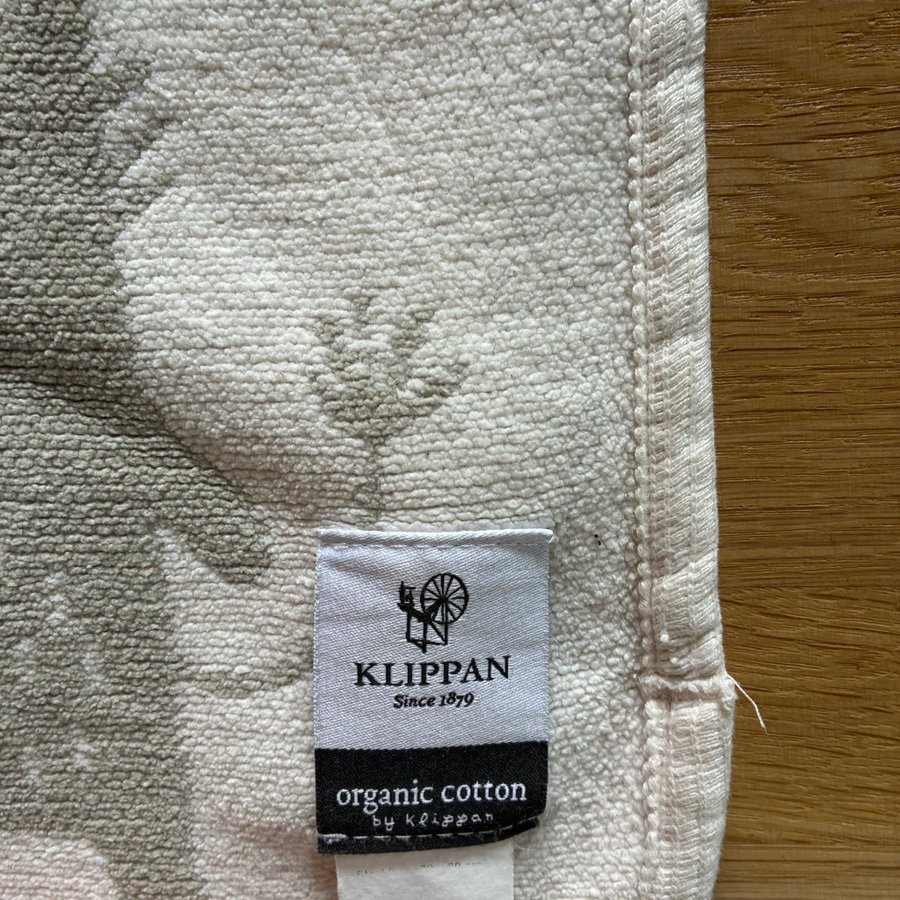 KLIPPAN
Since 1879
organic cotton
by klippan